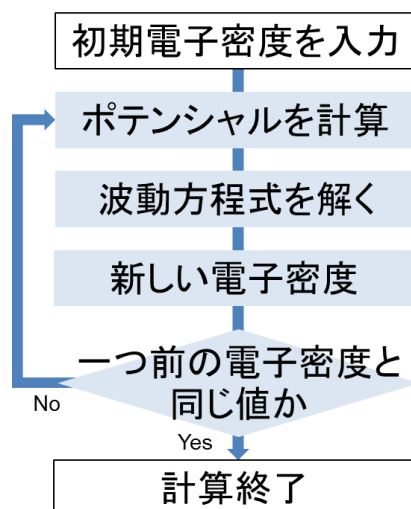 初期電子密度を入力
ポテンシャルを計算
波動方程式を解く
新しい電子密度
一つ前の電子密度と
同じ値か
No
Yes
計算終了